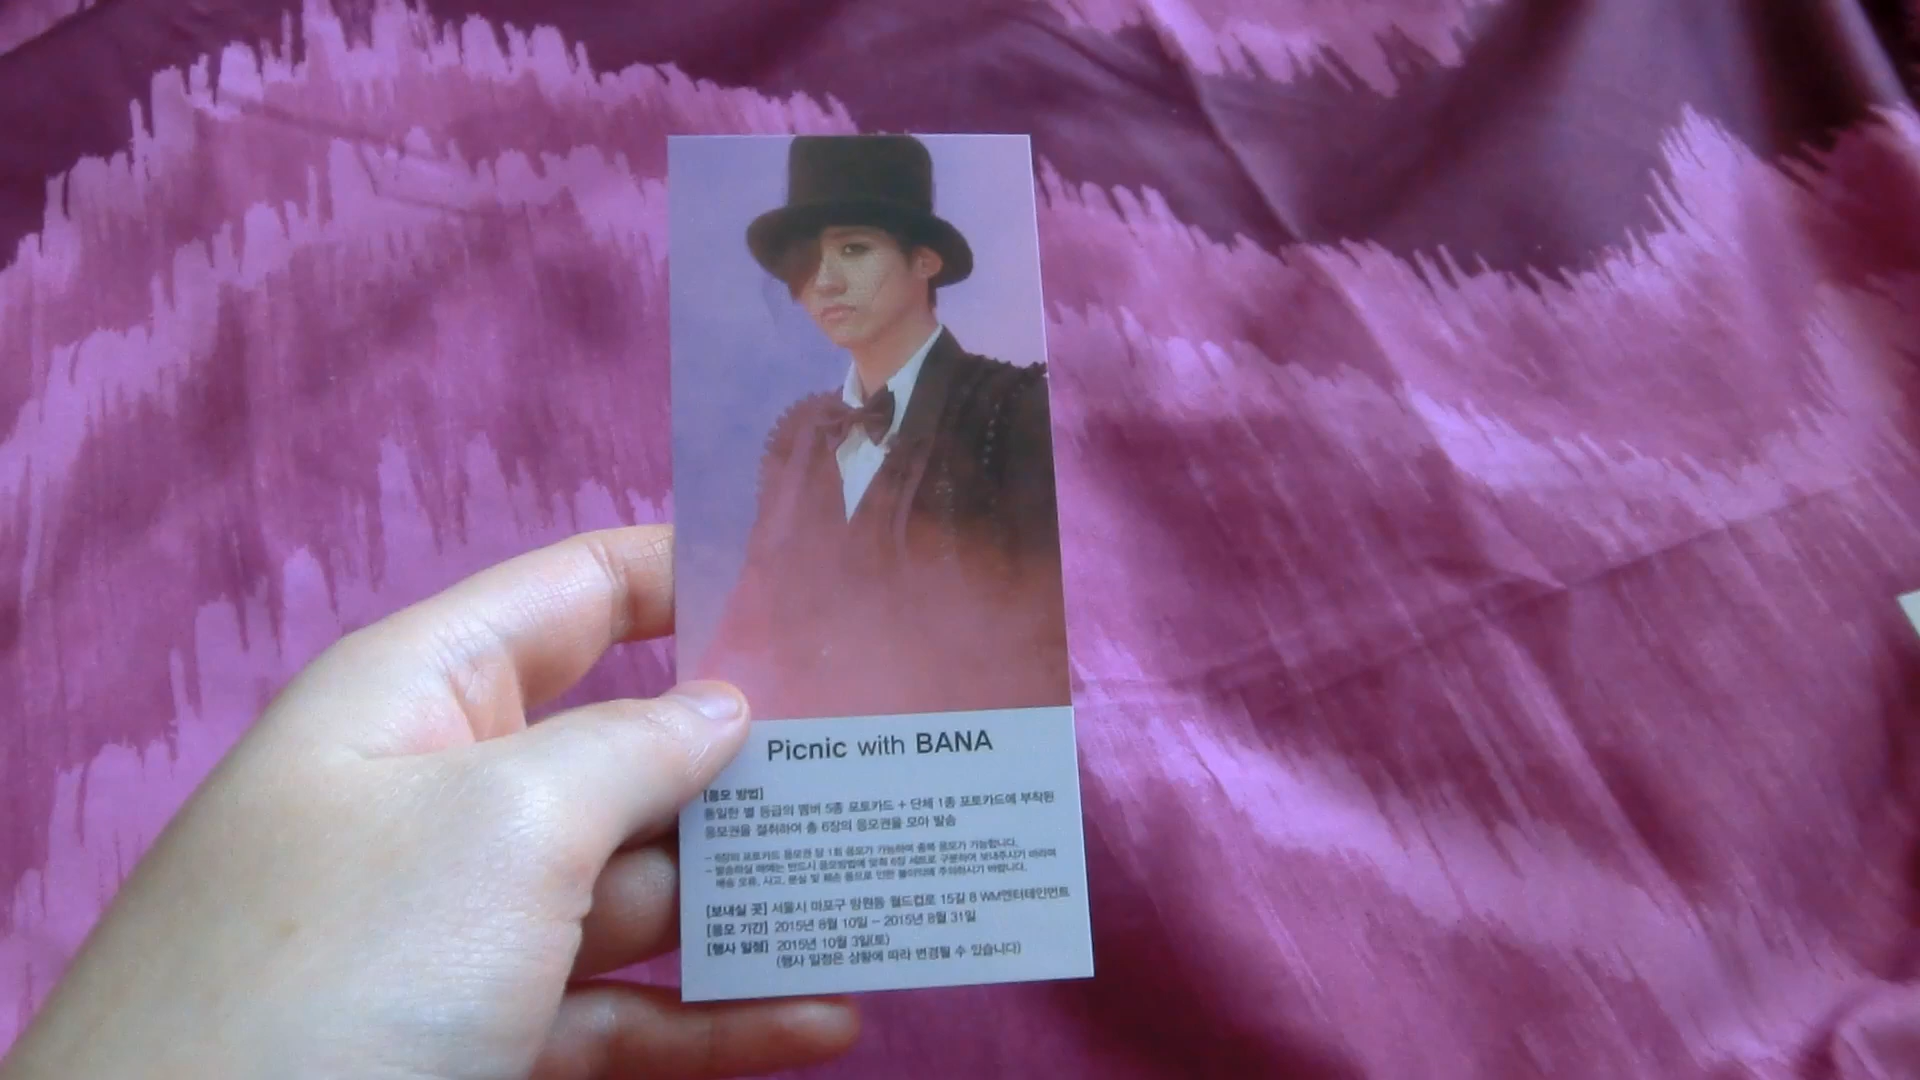 Picnic with BANA
[응모 방법]
동일한 별 등급의 멤버 5종 포토카드 + 단체 1종 포토카드에 부착된
응모권을 절취하여 총 6장의 응모권을 모아 발송
- 6장의 포토카드 응모권 당 1회 응모가 가능하며 중복 응모가 가능합니다.
- 발송하실 때에는 반드시 응모방법에 맞춰 6장 세트로 구분하여 보내주시기 바라며
배송 오류, 사고, 분실 및 훼손 등으로 인한 불이익에 주의하시기 바랍니다.
[보내실 곳] 서울시 마포구 망원동 월드컵로 15길 8 WM엔터테인먼트
[응모 기간] 2015년 8월 10일 – 2015년 8월 31일
[행사 일정] 2015년 10월 3일(토)
(행사 일정은 상황에 따라 변경될 수 있습니다)